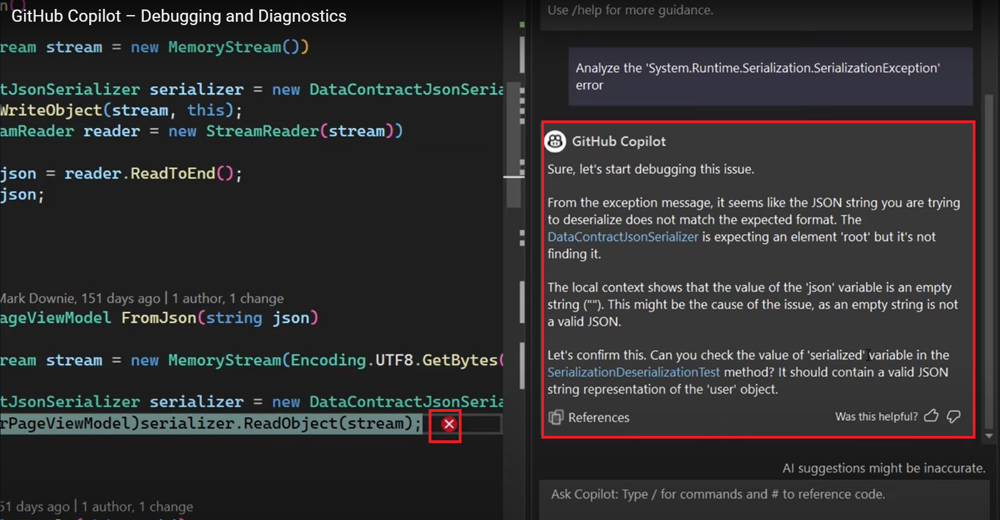 n()
GitHub Copilot – Debugging and Diagnostics
ream stream = new MemoryStream())
tJsonSerializer serializer = new DataContractJsonSeria
WriteObject(stream, this);
amReader reader = new StreamReader(stream))
json = reader.ReadToEnd();
json;
Mark Downie, 151 days ago | 1 author, 1 change
ageViewModel FromJson(string json)
ream stream = new MemoryStream(Encoding.UTF8.GetBytes(
tJsonSerializer serializer = new DataContractJsonSeria
rPageViewModel)serializer.ReadObject(stream);
51 days ago | 1 author, 1 change
Use /help for more guidance.
Analyze the 'System.Runtime.Serialization.SerializationException'
error
GitHub Copilot
Sure, let's start debugging this issue.
From the exception message, it seems like the JSON string you are trying
to deserialize does not match the expected format. The
DataContractJsonSerializer is expecting an element 'root' but it's not
finding it.
The local context shows that the value of the 'json' variable is an empty
string (""). This might be the cause of the issue, as an empty string is not
a valid JSON.
Let's confirm this. Can you check the value of 'serialized' variable in the
SerializationDeserializationTest method? It should contain a valid JSON
string representation of the 'user' object.
References
Was this helpful?
AI suggestions might be inaccurate.
Ask Copilot: Type / for commands and # to reference code.